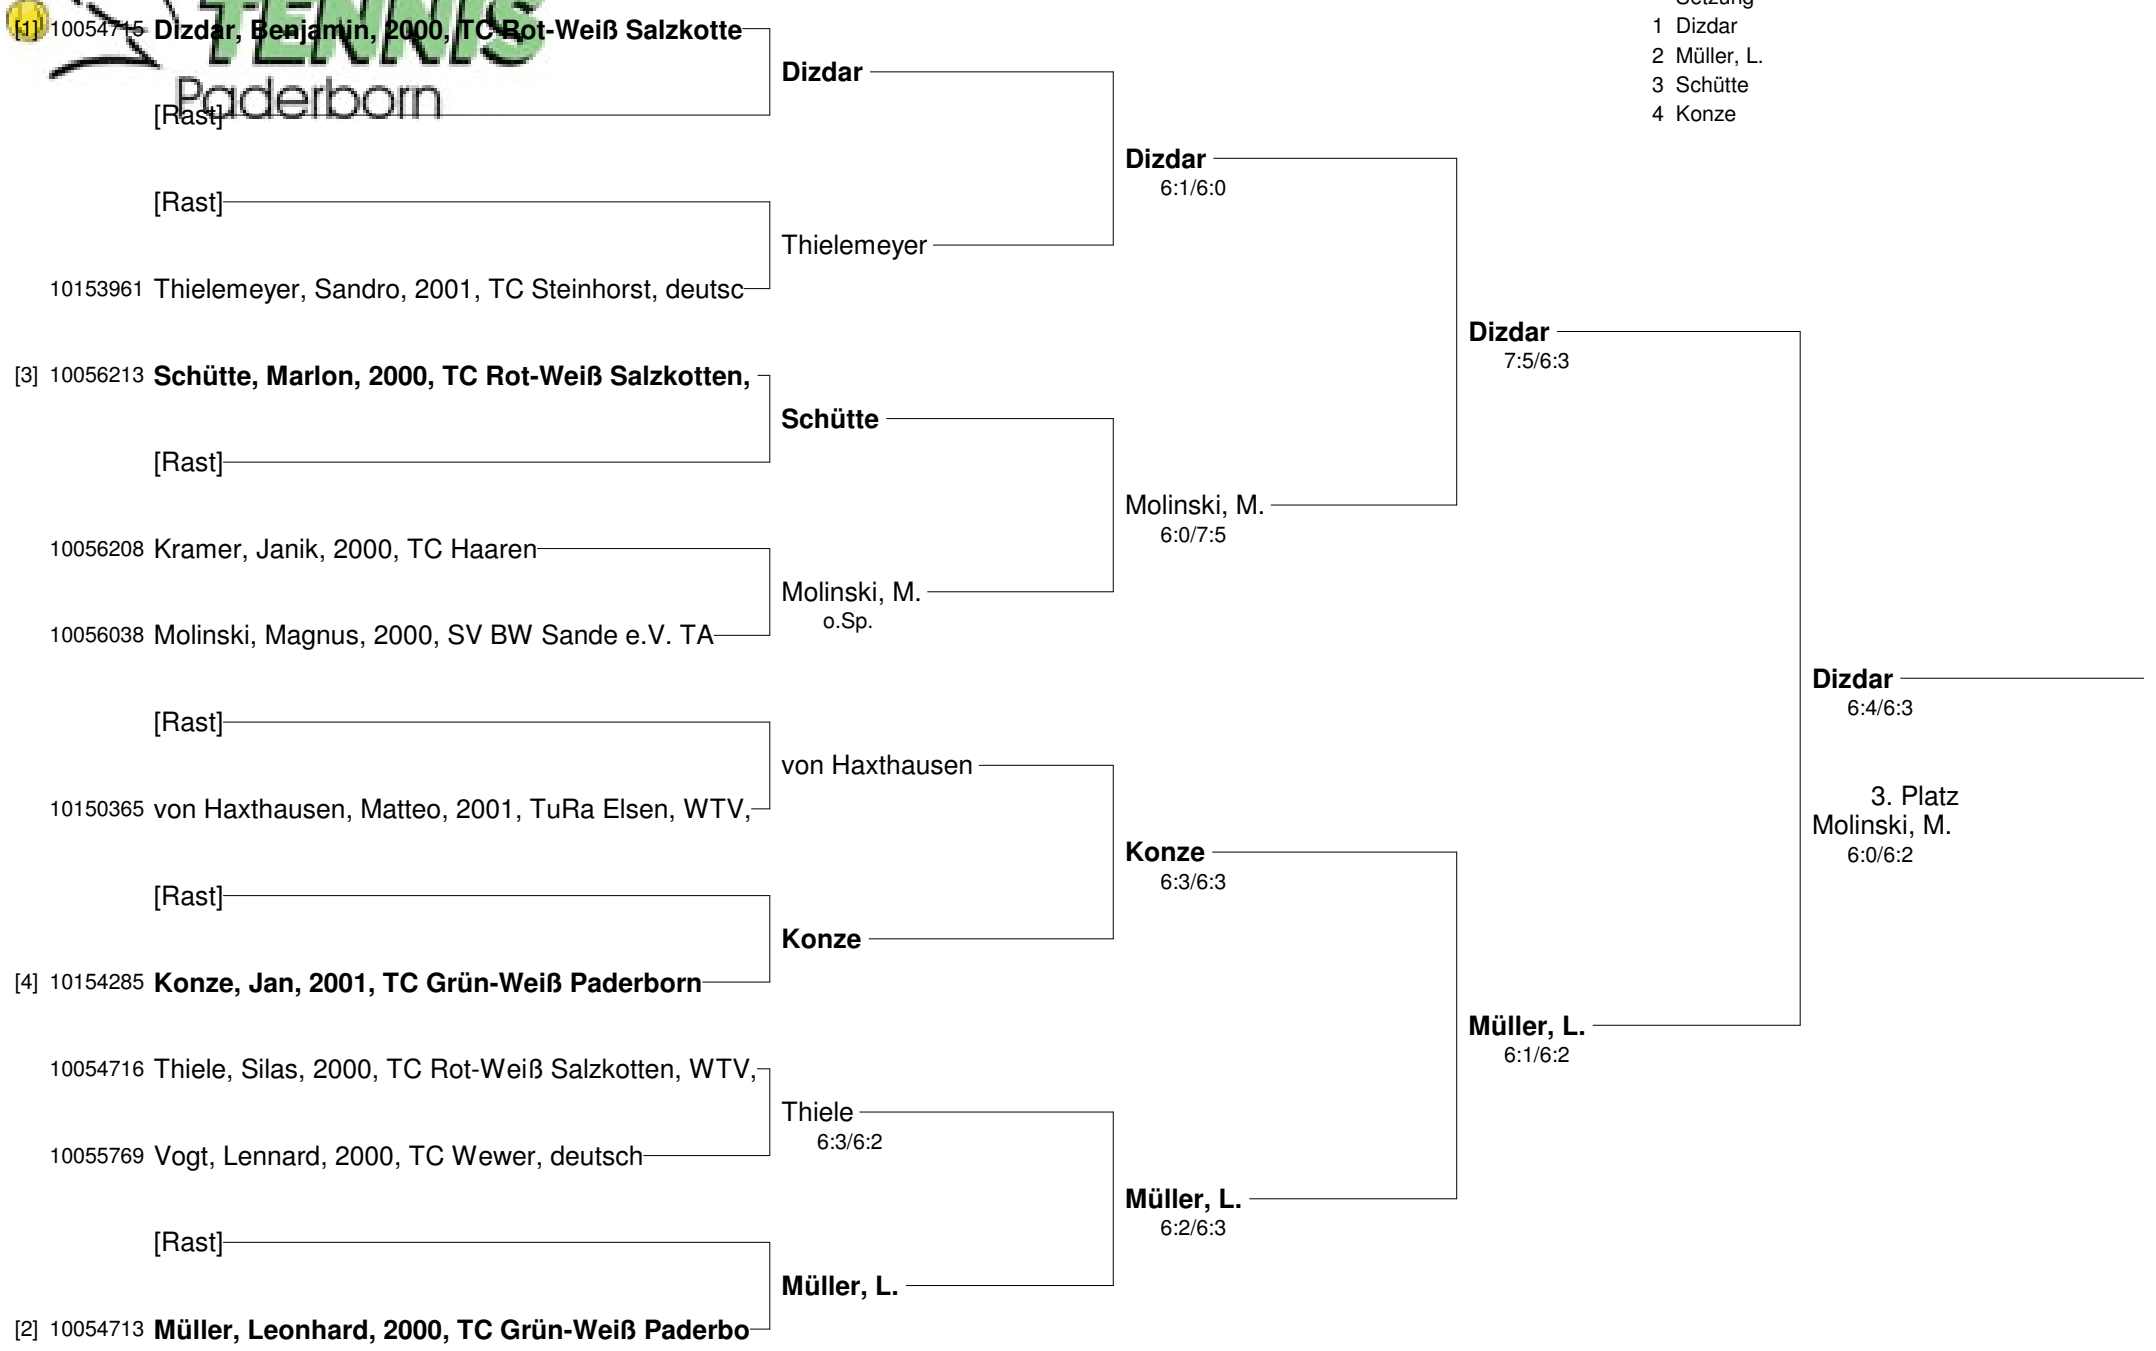 TENNIS
Paderborn
Setzung
1 Dizdar
2 Müller, L.
3 Schütte
4 Konze
[1] 10054715 Dizdar, Benjamin, 2000, TC Rot-Weiß Salzkotte
Dizdar
[Rast]
Dizdar
6:1/6:0
[Rast]
Thielemeyer
10153961 Thielemeyer, Sandro, 2001, TC Steinhorst, deutsc
Dizdar
7:5/6:3
[3] 10056213 Schütte, Marlon, 2000, TC Rot-Weiß Salzkotten,
Schütte
[Rast]
Molinski, M.
6:0/7:5
10056208 Kramer, Janik, 2000, TC Haaren
Molinski, M.
o.Sp.
10056038 Molinski, Magnus, 2000, SV BW Sande e.V. TA
Dizdar
6:4/6:3
[Rast]
von Haxthausen
3. Platz
Molinski, M.
6:0/6:2
10150365 von Haxthausen, Matteo, 2001, TuRa Elsen, WTV,
Konze
6:3/6:3
[Rast]
Konze
[4] 10154285 Konze, Jan, 2001, TC Grün-Weiß Paderborn
Müller, L.
6:1/6:2
10054716 Thiele, Silas, 2000, TC Rot-Weiß Salzkotten, WTV,
Thiele
6:3/6:2
10055769 Vogt, Lennard, 2000, TC Wewer, deutsch
Müller, L.
6:2/6:3
[Rast]
Müller, L.
[2] 10054713 Müller, Leonhard, 2000, TC Grün-Weiß Paderbo